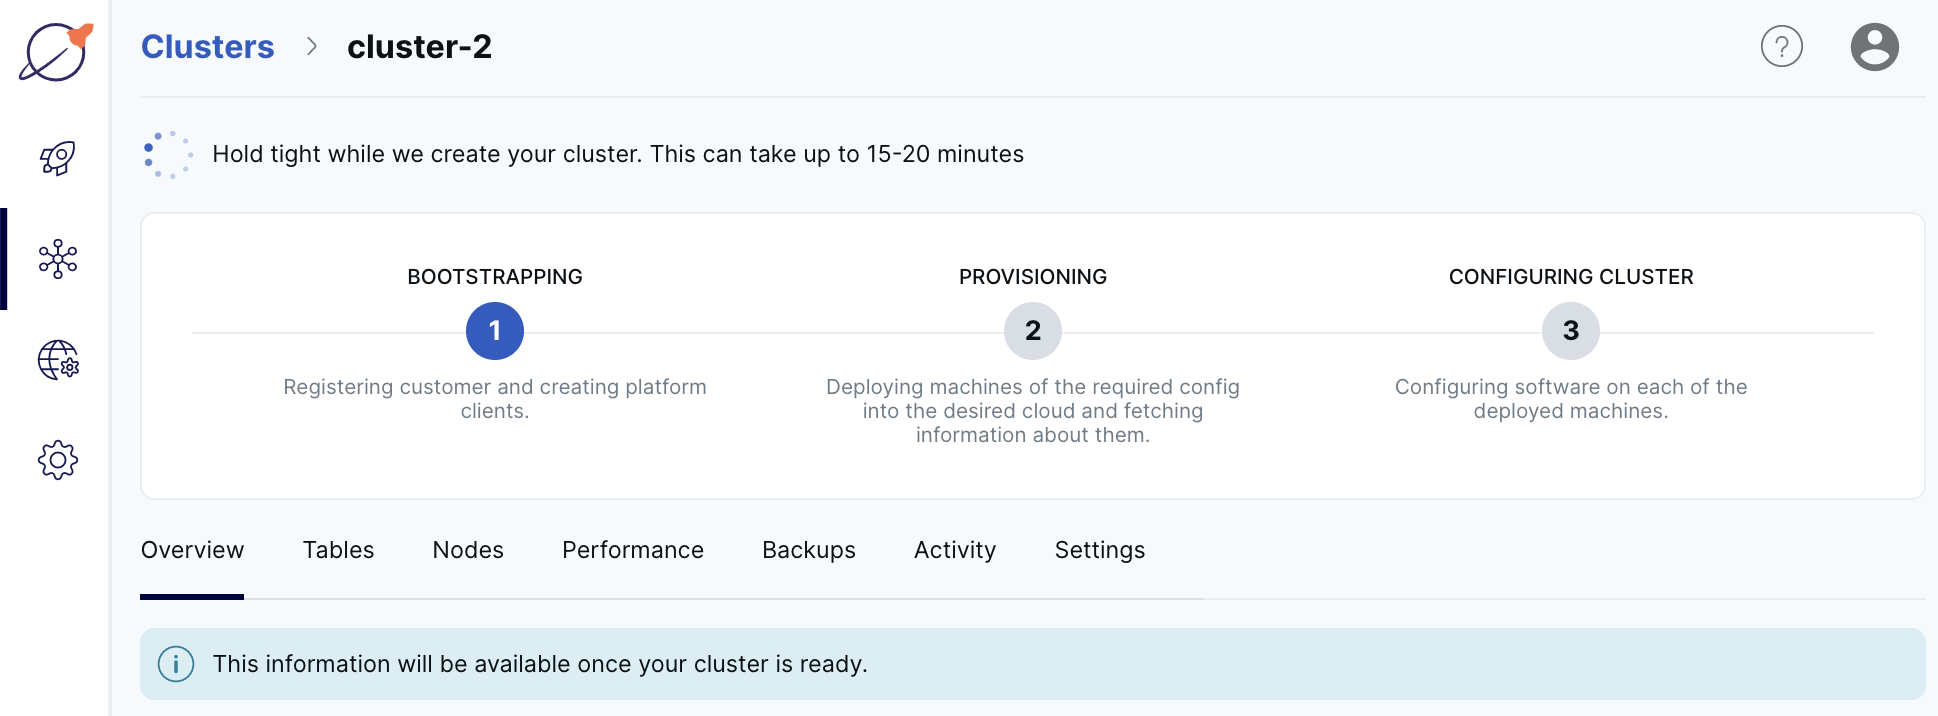 Clusters > cluster-2
?
Hold tight while we create your cluster. This can take up to 15-20 minutes
BOOTSTRAPPING
1
Registering customer and creating platform
clients.
PROVISIONING
2
Deploying machines of the required config
into the desired cloud and fetching
information about them.
CONFIGURING CLUSTER
3
Configuring software on each of the
deployed machines.
Overview Tables Nodes Performance Backups Activity Settings
i This information will be available once your cluster is ready.